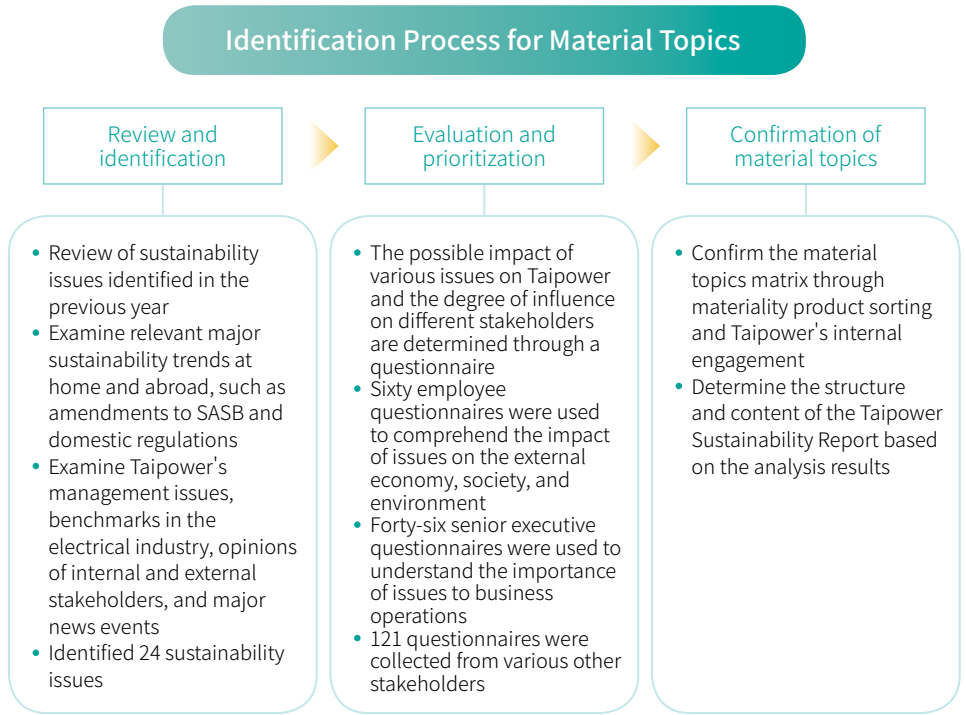 Identification Process for Material Topics
Review and
identification
Evaluation and
prioritization
Confirmation of
material topics
• Review of sustainability
issues identified in the
previous year
• Examine relevant major
sustainability trends at
home and abroad, such as
amendments to SASB and
domestic regulations
• Examine Taipower's
management issues,
benchmarks in the
electrical industry, opinions
of internal and external
stakeholders, and major
news events
• Identified 24 sustainability
issues
• The possible impact of
various issues on Taipower
and the degree of influence
on different stakeholders
are determined through a
questionnaire
• Sixty employee
questionnaires were used
to comprehend the impact
of issues on the external
economy, society, and
environment
• Forty-six senior executive
questionnaires were used to
understand the importance
of issues to business
operations
• 121 questionnaires were
collected from various other
stakeholders
• Confirm the material
topics matrix through
materiality product sorting
and Taipower's internal
engagement
• Determine the structure
and content of the Taipower
Sustainability Report based
on the analysis results